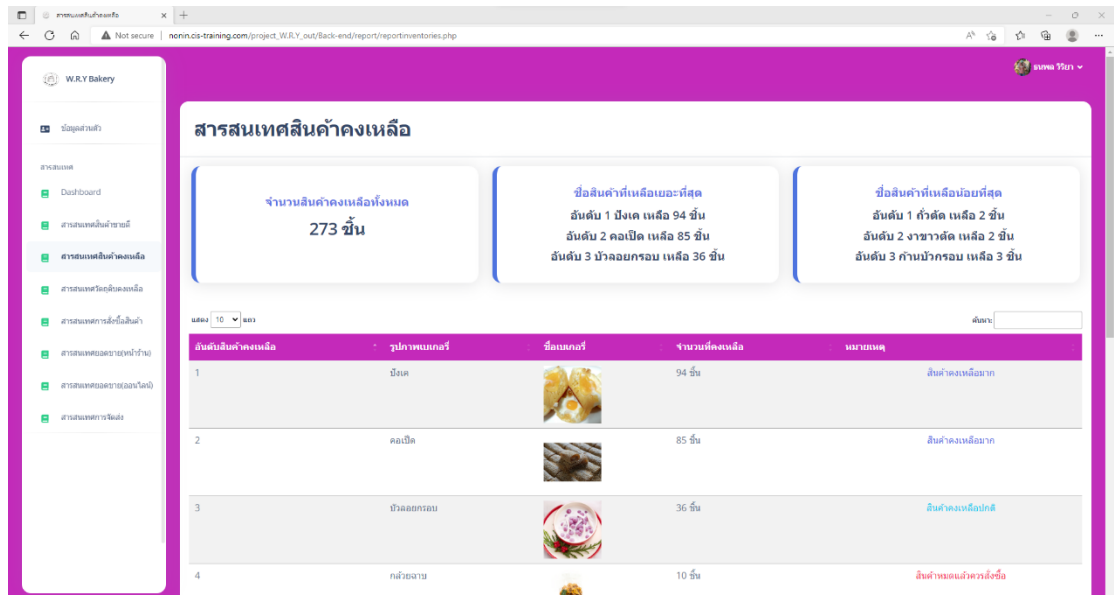 สารสนเทศสินค้าคงเหลือ
Not secure | nonin.cis-training.com/project_W.R.Y_out/Back-end/report/reportinventories.php
W.R.Y Bakery
ธนพล วิริยา
ข้อมูลส่วนตัว
สารสนเทศ
Dashboard
สารสนเทศสินค้าขายดี
สารสนเทศสินค้าคงเหลือ
สารสนเทศวัตถุดิบคงเหลือ
สารสนเทศการสั่งซื้อสินค้า
สารสนเทศยอดขาย(หน้าร้าน)
สารสนเทศยอดขาย(ออนไลน์)
สารสนเทศการจัดส่ง
สารสนเทศสินค้าคงเหลือ
จำนวนสินค้าคงเหลือทั้งหมด
273 ชิ้น
ชื่อสินค้าที่เหลือเยอะที่สุด
อันดับ 1 ปังเค เหลือ 94 ชิ้น
อันดับ 2 คอเป็ด เหลือ 85 ชิ้น
อันดับ 3 บัวลอยกรอบ เหลือ 36 ชิ้น
ชื่อสินค้าที่เหลือน้อยที่สุด
อันดับ 1 ถั่วตัด เหลือ 2 ชิ้น
อันดับ 2 งาขาวตัด เหลือ 2 ชิ้น
อันดับ 3 ก้านบัวกรอบ เหลือ 3 ชิ้น
แสดง 10 แถว
ค้นหา:
อันดับสินค้าคงเหลือ รูปภาพเบเกอรี่ ชื่อเบเกอรี่ จำนวนที่คงเหลือ หมายเหตุ
1 ปังเค 94 ชิ้น สินค้าคงเหลือมาก
2 คอเป็ด 85 ชิ้น สินค้าคงเหลือมาก
3 บัวลอยกรอบ 36 ชิ้น สินค้าคงเหลือปกติ
4 กล้วยฉาบ 10 ชิ้น สินค้าหมดแล้วควรสั่งซื้อ